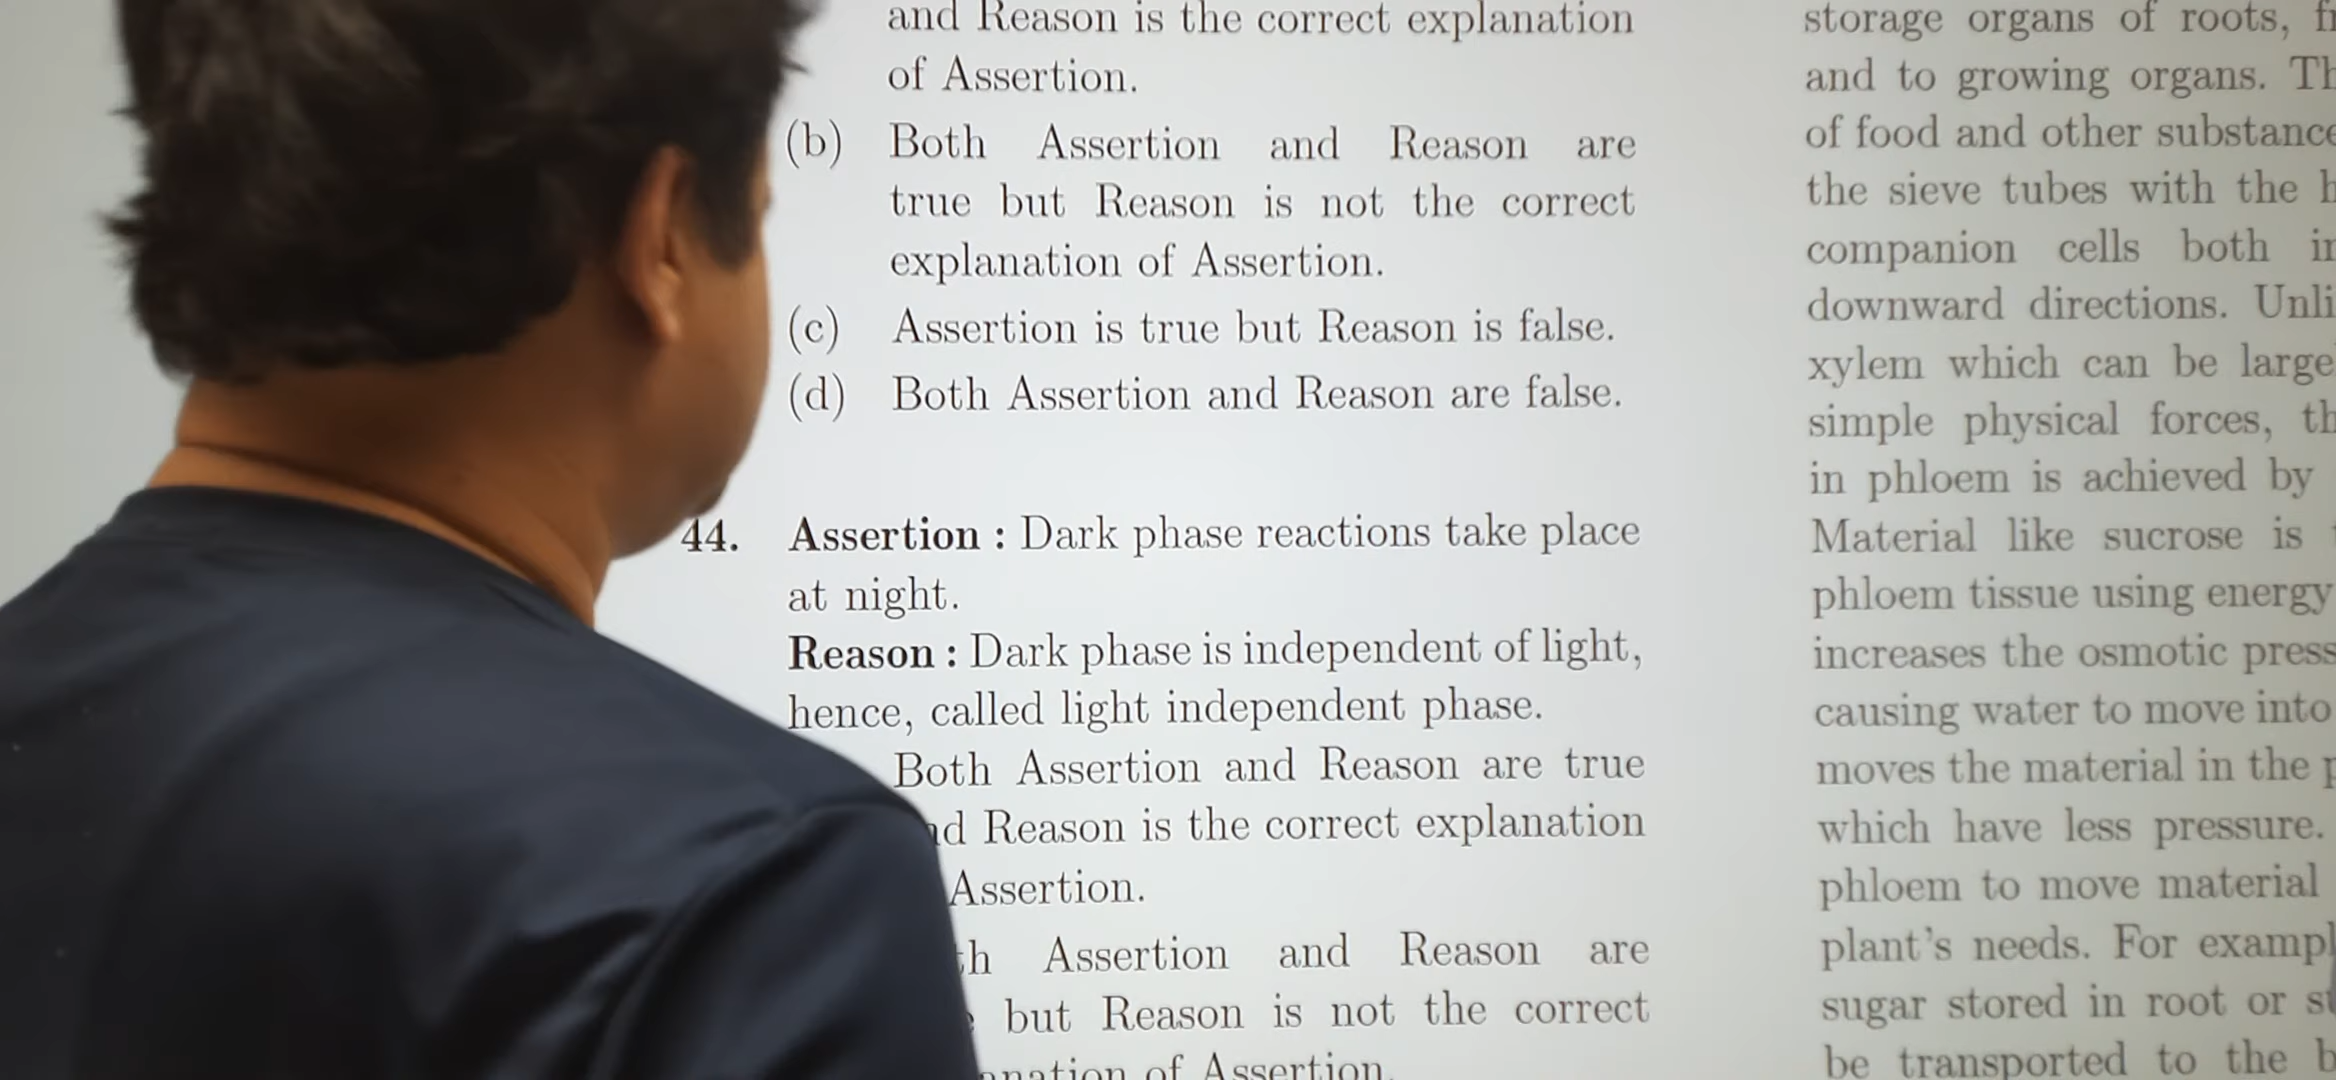 and Reason is the correct explanation
of Assertion.
(b) Both Assertion and Reason are
true but Reason is not the correct
explanation of Assertion.
(c) Assertion is true but Reason is false.
(d) Both Assertion and Reason are false.
44. Assertion : Dark phase reactions take place
at night.
Reason : Dark phase is independent of light,
hence, called light independent phase.
Both Assertion and Reason are true
Reason is the correct explanation
Assertion.
Assertion and Reason are
but Reason is not the correct
of Assertion.
storage organs of roots,
and to growing organs.
of food and other
the sieve tubes with the
companion cells both
downward directions.
xylem which can be
simple physical forces,
in phloem is achieved by
Material like sucrose is
phloem tissue using energy
increases the osmotic
causing water to move into
moves the material in the
which have less pressure.
phloem to move material
plant's needs. For
sugar stored in root or
be transported to the